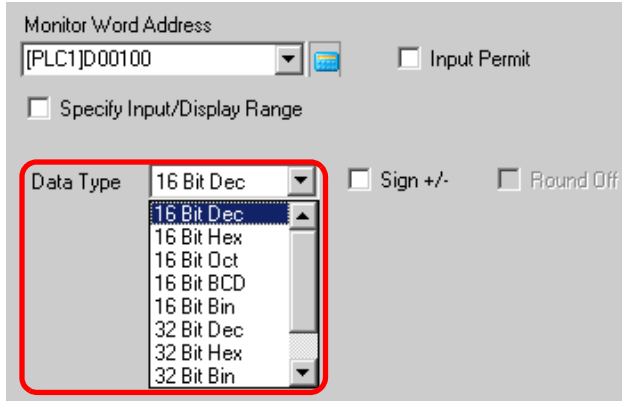 Monitor Word Address
[PLC1]D00100
Input Permit
Specify Input/Display Range
Data Type 16 Bit Dec Sign +/- Round Off
16 Bit Dec
16 Bit Hex
16 Bit Oct
16 Bit BCD
16 Bit Bin
32 Bit Dec
32 Bit Hex
32 Bit Bin